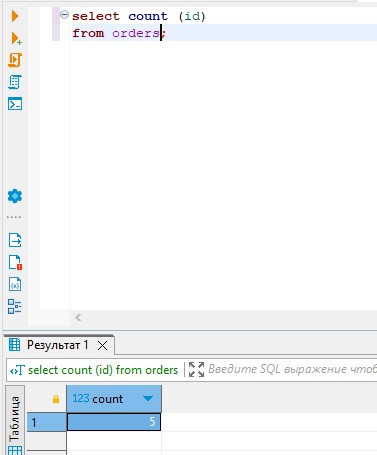 select count (id)
from orders;
Результат 1
select count (id) from orders
Введите SQL выражение чтоб
Таблица
123 count
1
5